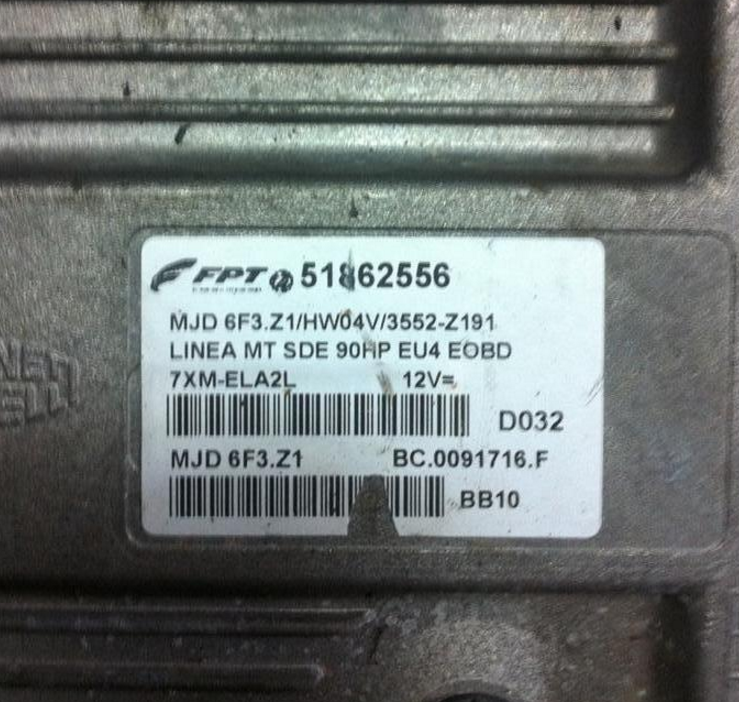 FPT 51862556
MJD 6F3.Z1/HW04V/3552-Z191
LINEA MT SDE 90HP EU4 EOBD
7XM-ELA2L 12V=
D032
MJD 6F3.Z1 BC.0091716.F
BB10